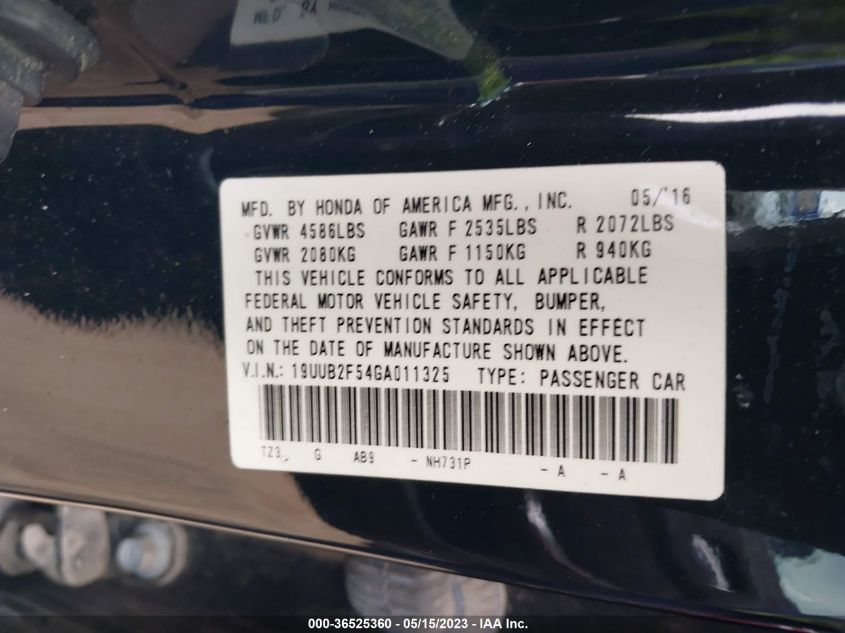 MFD. BY HONDA OF AMERICA MFG., INC. 05/'16
GVWR 4586LBS GAWR F 2535LBS R 2072LBS
GVWR 2080KG GAWR F 1150KG R 940KG
THIS VEHICLE CONFORMS TO ALL APPLICABLE
FEDERAL MOTOR VEHICLE SAFETY, BUMPER,
AND THEFT PREVENTION STANDARDS IN EFFECT
ON THE DATE OF MANUFACTURE SHOWN ABOVE.
V.I.N.: 19UUB2F54GA011325 TYPE: PASSENGER CAR
TZ3 G AB9 - NH731P - A - A
000-36525360 / 05/15/2023 - IAA Inc.